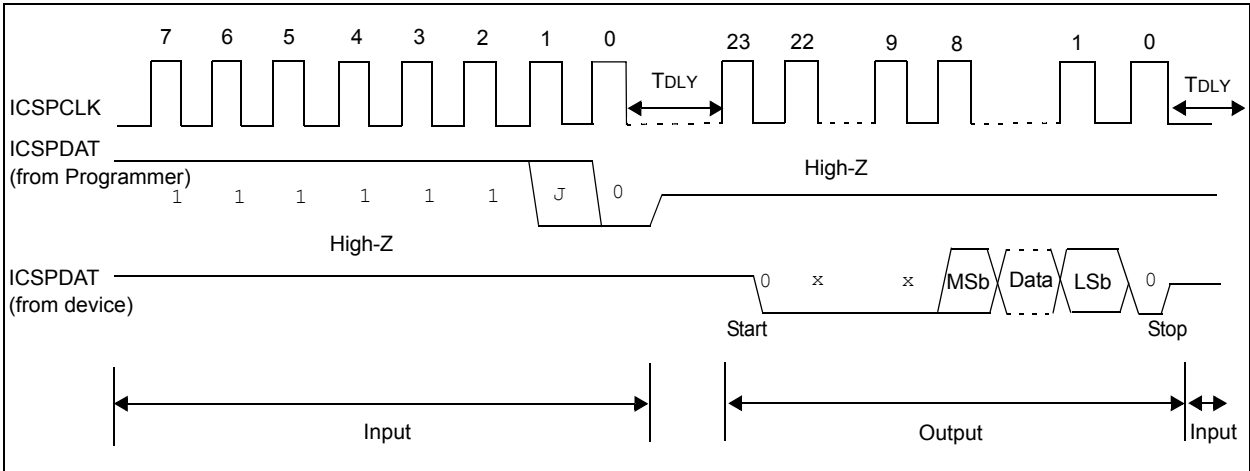 7 6 5 4 3 2 1 0 23 22 9 8 1 0
TDLY TDLY
ICSPCLK
ICSPDAT
(from Programmer)
High-Z
1 1 1 1 1 1 J 0
High-Z
ICSPDAT
(from device)
0 x x MSb Data LSb 0
Start Stop
Input Output Input